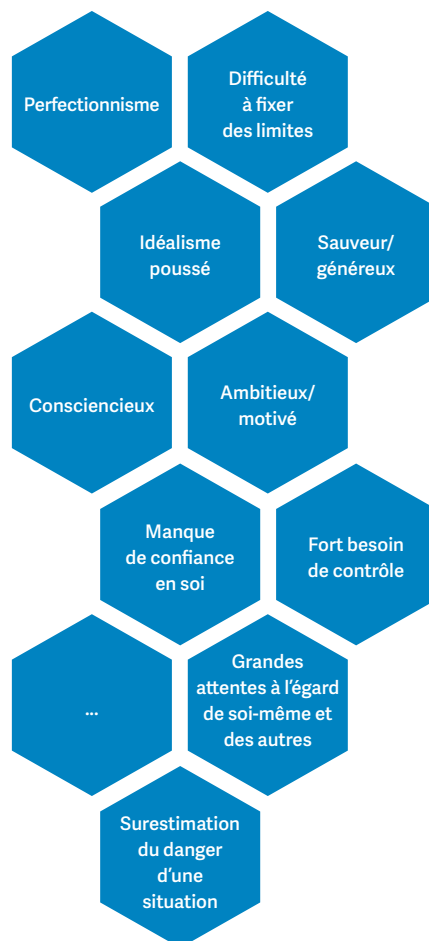 Perfectionnisme
Difficulté
à fixer
des limites
Idéalisme
poussé
Sauveur/
généreux
Consciencieux
Ambitieux/
motivé
Manque
de confiance
en soi
Fort besoin
de contrôle
...
Grandes
attentes à l'égard
de soi-même et
des autres
Surestimation
du danger
d'une
situation